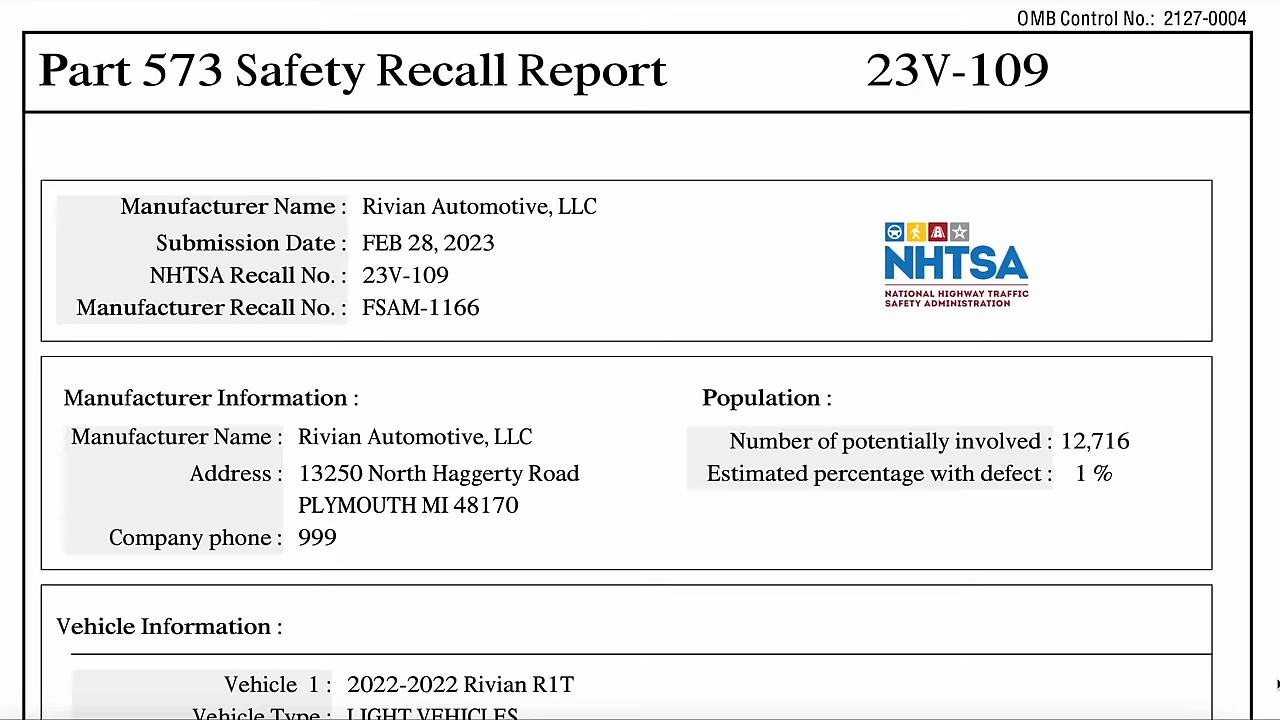 OMB Control No.: 2127-0004
Part 573 Safety Recall Report 23V-109
Manufacturer Name : Rivian Automotive, LLC
Submission Date : FEB 28, 2023
NHTSA Recall No. : 23V-109
Manufacturer Recall No. : FSAM-1166
NHTSA
NATIONAL HIGHWAY TRAFFIC
SAFETY ADMINISTRATION
Manufacturer Information :
Manufacturer Name : Rivian Automotive, LLC
Address : 13250 North Haggerty Road
PLYMOUTH MI 48170
Company phone : 999
Population :
Number of potentially involved : 12,716
Estimated percentage with defect : 1 %
Vehicle Information :
Vehicle 1 : 2022-2022 Rivian R1T
Vehicle Type : LIGHT VEHICLES